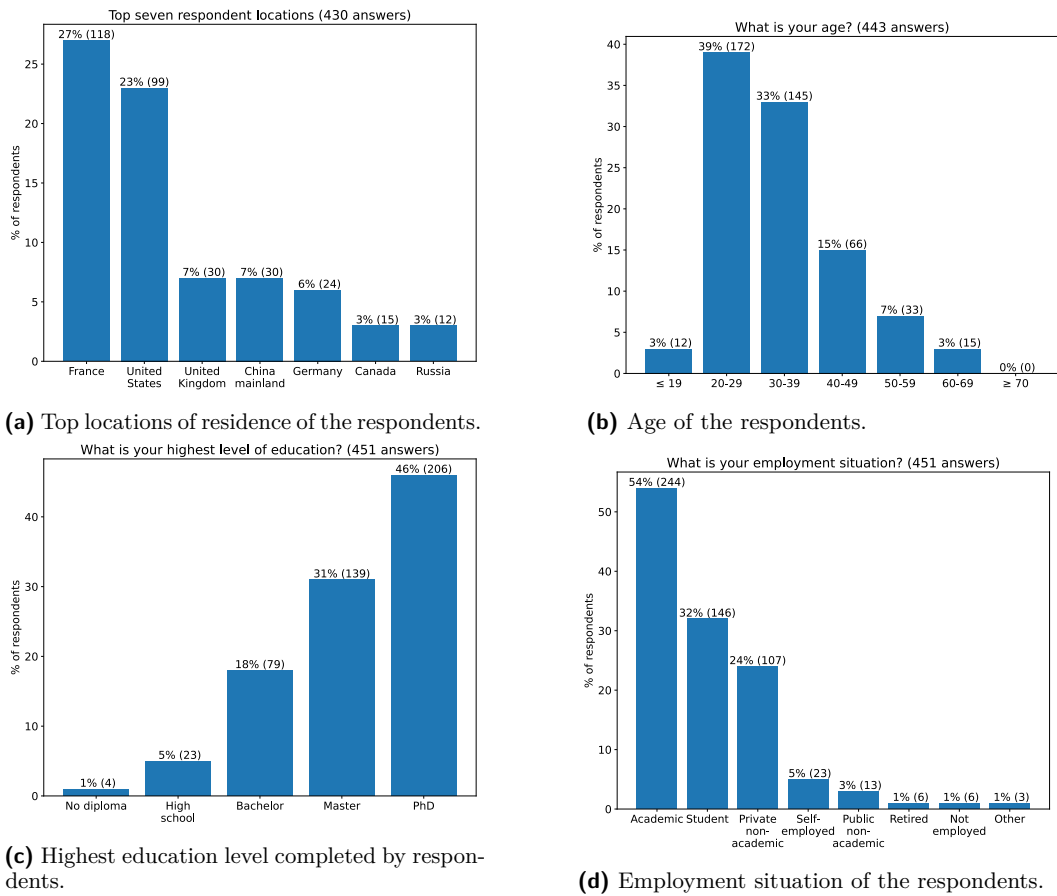 Top seven respondent locations (430 answers)
27% (118)
23% (99)
7% (30)
7% (30)
6% (24)
3% (15)
3% (12)
% of respondents
25
20
15
10
5
0
France
United States
United Kingdom
China mainland
Germany
Canada
Russia
(a) Top locations of residence of the respondents.
What is your age? (443 answers)
39% (172)
33% (145)
15% (66)
7% (33)
3% (12)
3% (15)
0% (0)
% of respondents
40
35
30
25
20
15
10
5
0
≤ 19
20-29
30-39
40-49
50-59
60-69
≥ 70
(b) Age of the respondents.
What is your highest level of education? (451 answers)
46% (206)
31% (139)
18% (79)
5% (23)
1% (4)
% of respondents
40
30
20
10
0
No diploma
High school
Bachelor
Master
PhD
(c) Highest education level completed by respon-
dents.
What is your employment situation? (451 answers)
54% (244)
32% (146)
24% (107)
5% (23)
3% (13)
1% (6)
1% (6)
1% (3)
% of respondents
50
40
30
20
10
0
Academic
Student
Private non-academic
Self-employed
Public non-academic
Retired
Not employed
Other
(d) Employment situation of the respondents.